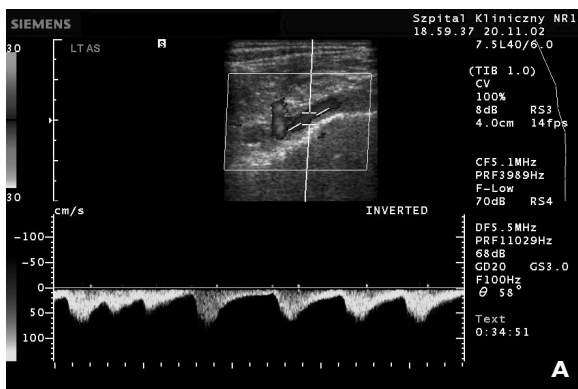 SIEMENS
Szpital Kliniczny NR1
18.59.37 20.11.02
30
LT AS
S
7.5L40/6.0
(TIB 1.0)
CV
100%
8dB RS3
4.0cm 14fps
CF5.1MHz
PRF3989Hz
F-Low
70dB RS4
30
cm/s
INVERTED
DF5.5MHz
PRF11029Hz
68dB
GD20 GS3.0
F100Hz
θ 58°
-100
-50
0
50
100
Text
0:34:51
A